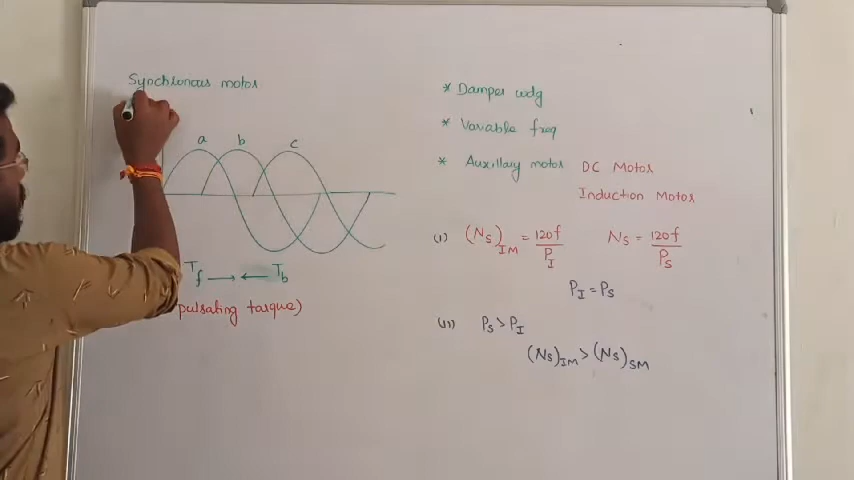 Synchronous motor
a b c
Tf → ← Tb
pulsating torque)
* Damper wdg
* Variable freq
* Auxillary motor DC Motor
Induction Motor
(i) (Ns)IM = 120f/PI Ns = 120f/Ps
PI = Ps
(ii) Ps > PI
(Ns)IM > (Ns)SM